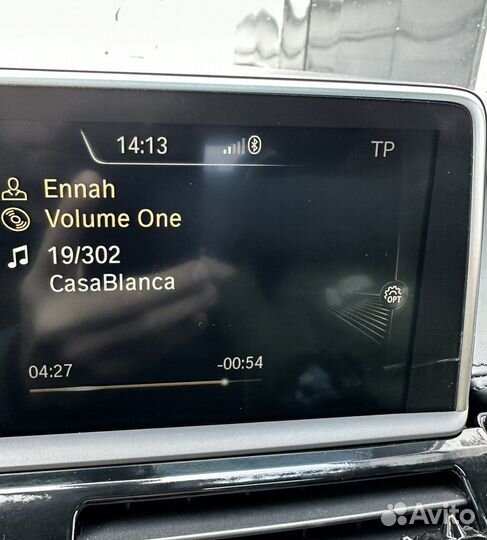 14:13
TP
Ennah
Volume One
19/302
CasaBlanca
OPT
04:27
-00:54
Avito